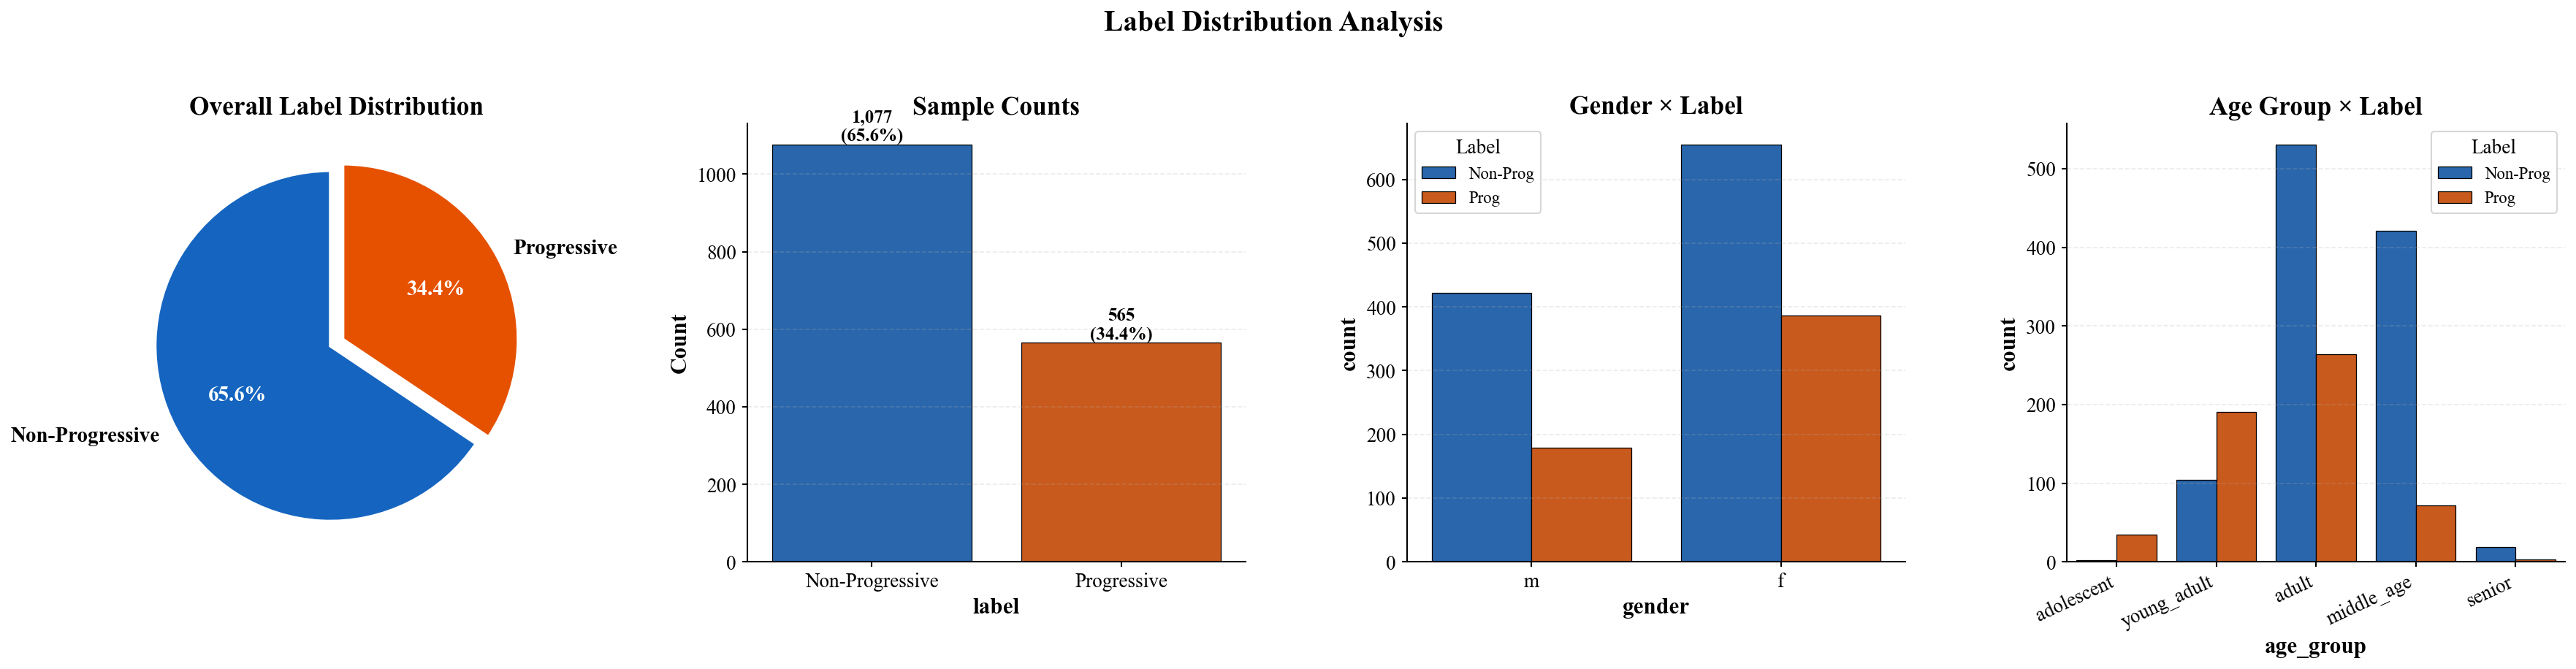 Label Distribution Analysis
Overall Label Distribution
Progressive
34.4%
65.6%
Non-Progressive
Sample Counts
1,077
(65.6%)
565
(34.4%)
1000
800
600
400
200
0
Count
Non-Progressive
Progressive
label
Gender × Label
Label
Non-Prog
Prog
600
500
400
300
200
100
0
count
m
f
gender
Age Group × Label
Label
Non-Prog
Prog
500
400
300
200
100
0
count
adolescent
young_adult
adult
middle_age
senior
age_group